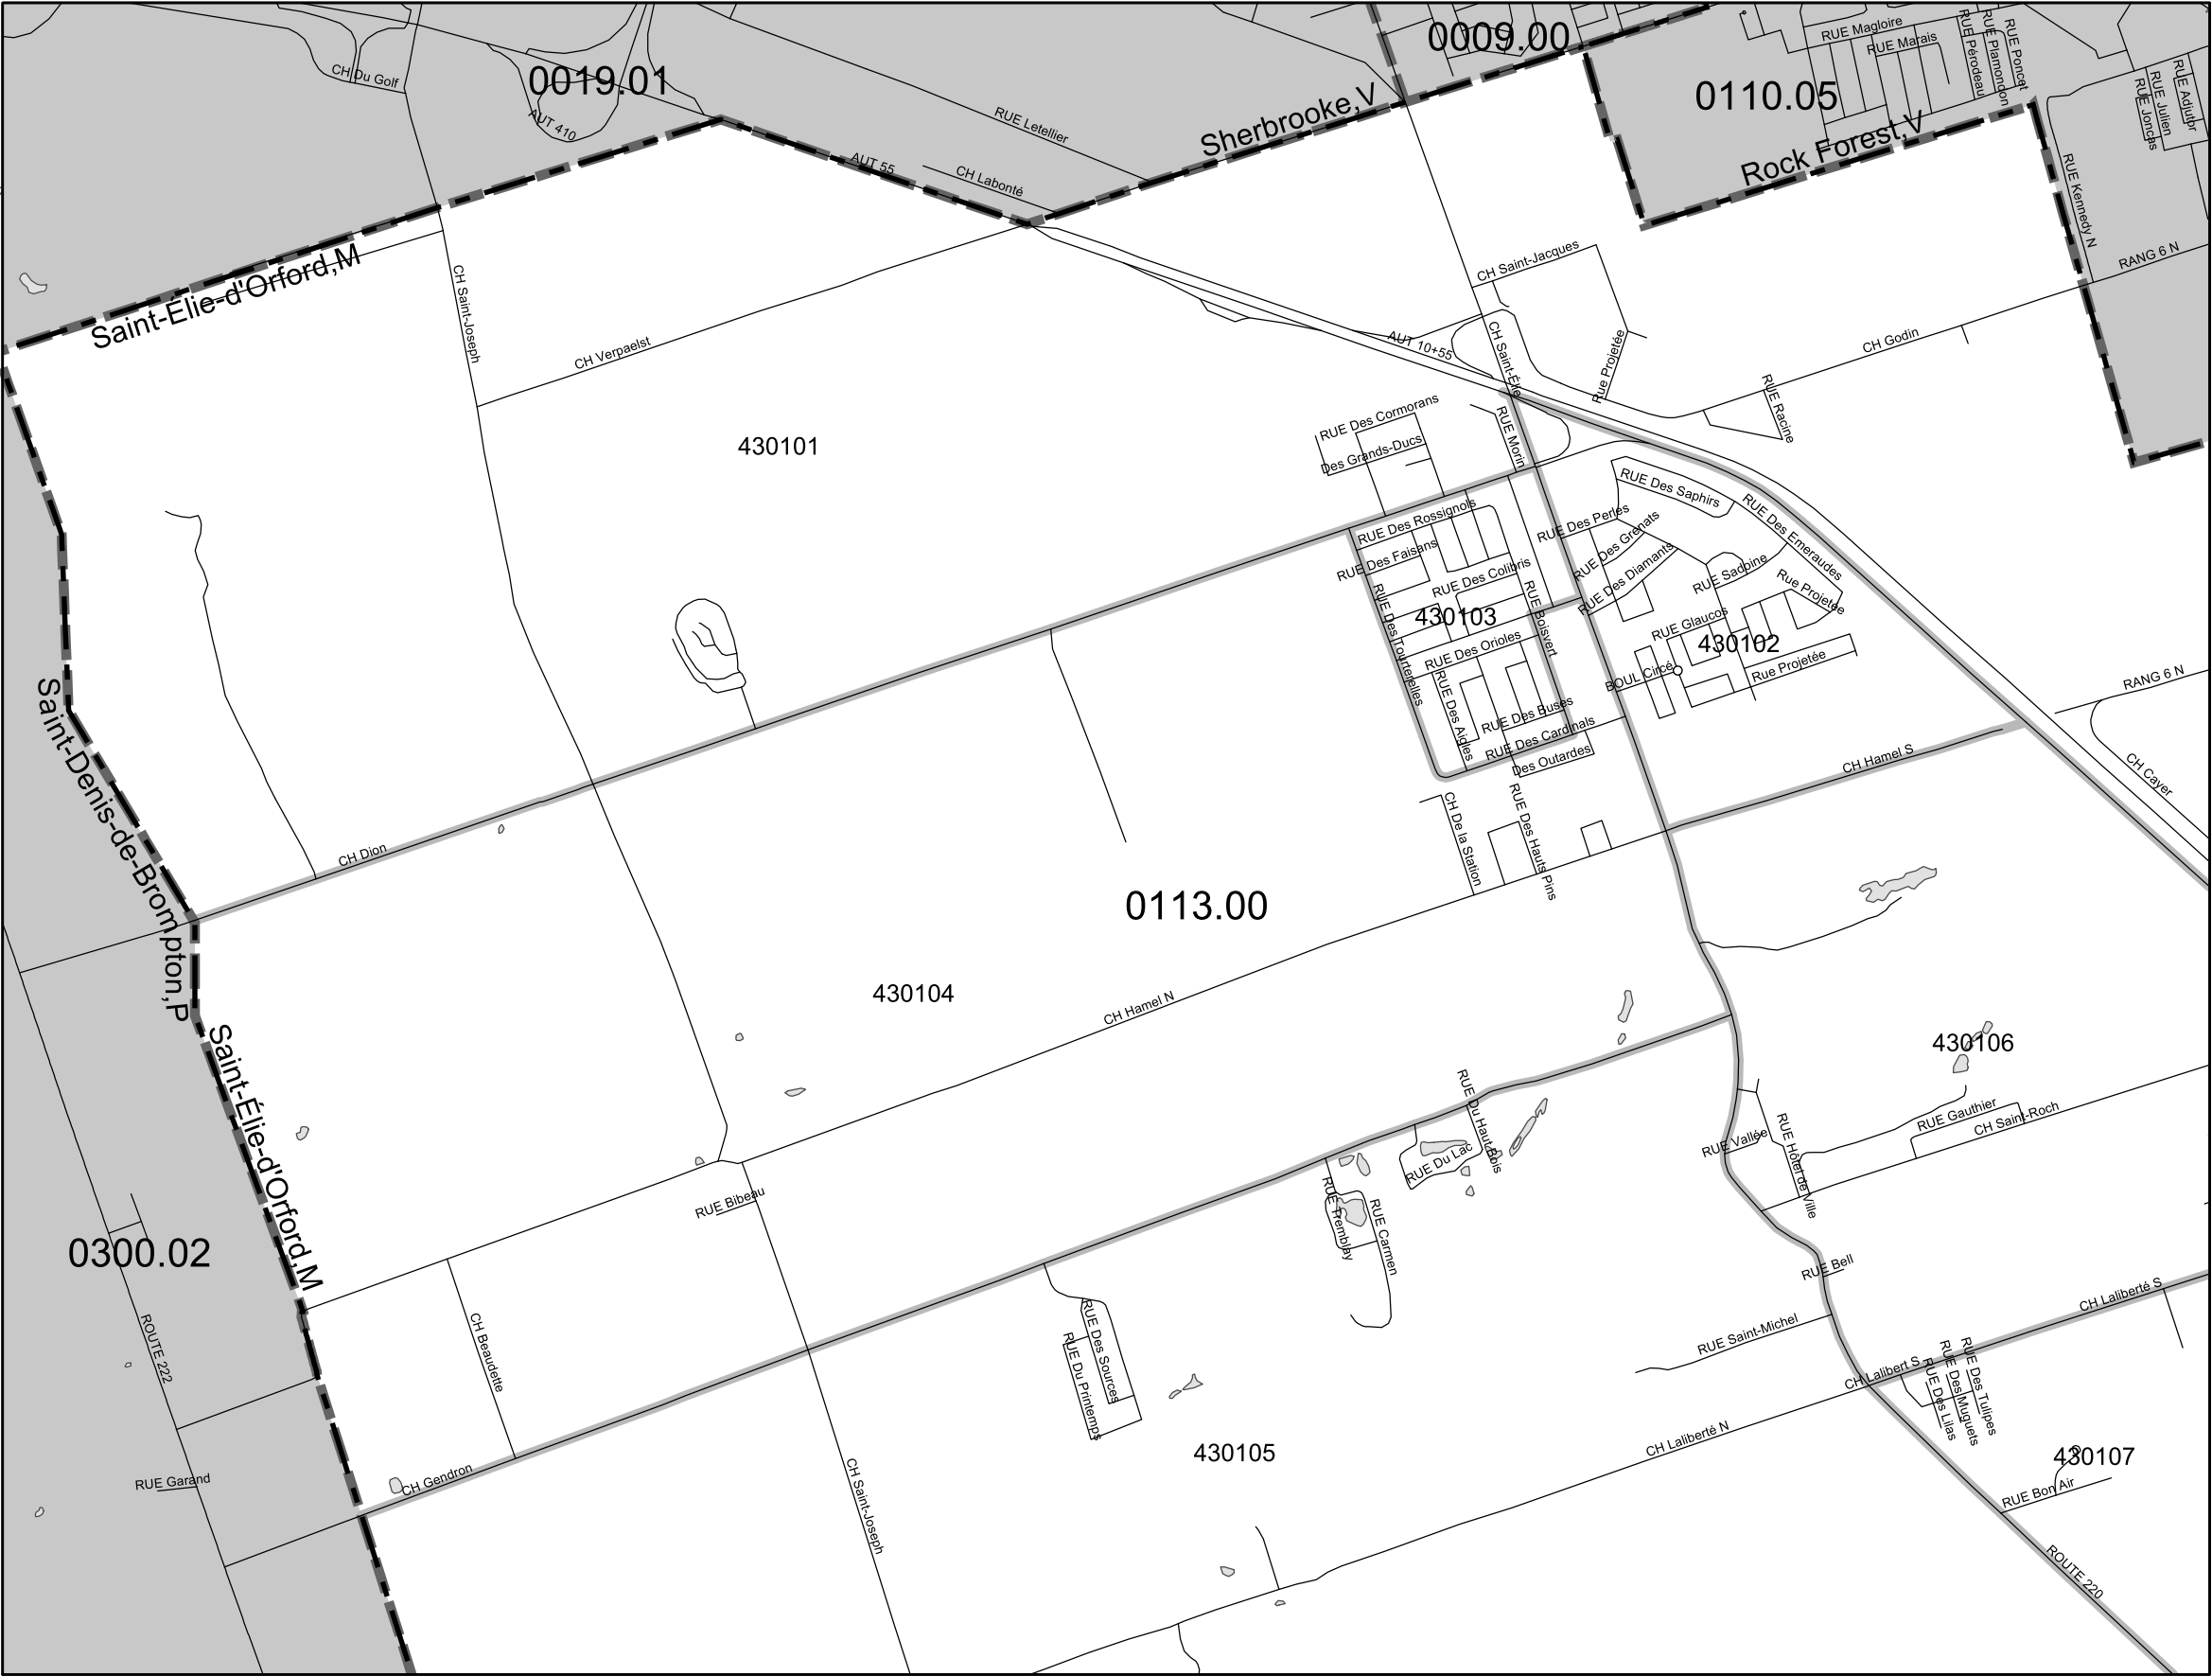 0009.00
RUE Magloire
RUE Marais
RUE Pérodeau
RUE Plamondon
RUE Poncet
CH Du Golf
0019.01
AUT 410
RUE Letellier
Sherbrooke,V
0110.05
RUE Joncas
RUE Julien
RUE Adjutor
Rock Forest,V
AUT 55
CH Labonté
RUE Kennedy N
RANG 6 N
Saint-Élie-d'Orford,M
CH Saint-Joseph
CH Verpaelst
CH Saint-Jacques
AUT 10+55
CH Saint-Élie
Rue Projetée
CH Godin
RUE Racine
430101
RUE Des Cormorans
Des Grands-Ducs
RUE Morin
RUE Des Rossignols
RUE Des Faisans
RUE Des Colibris
RUE Des Tourterelles
430103
RUE Boisvert
RUE Des Orioles
RUE Des Aigles
RUE Des Buses
RUE Des Cardinals
Des Outardes
RUE Des Saphirs
RUE Des Perles
RUE Des Grenats
RUE Des Diamants
RUE Des Emeraudes
RUE Sabine
Rue Projetée
RUE Glaucos
430102
BOUL Circé
Rue Projetée
RANG 6 N
CH Cayer
CH Hamel S
Saint-Denis-de-Brompton,P
CH Dion
CH De la Station
RUE Des Hauts Pins
0113.00
430104
CH Hamel N
430106
RUE Du Haut-Bois
RUE Du Lac
RUE Tremblay
RUE Carmen
RUE Vallée
RUE Hôtel de Ville
RUE Gauthier
CH Saint-Roch
Saint-Élie-d'Orford,M
RUE Bibeau
0300.02
ROUTE 222
CH Beaudette
RUE Des Sources
RUE Du Printemps
RUE Bell
RUE Saint-Michel
CH Laliberté S
CH Lalibert S
RUE Des Lilas
RUE Des Muguets
RUE Des Tulipes
RUE Garand
CH Gendron
CH Saint-Joseph
430105
CH Laliberté N
430107
RUE Bon Air
ROUTE 220